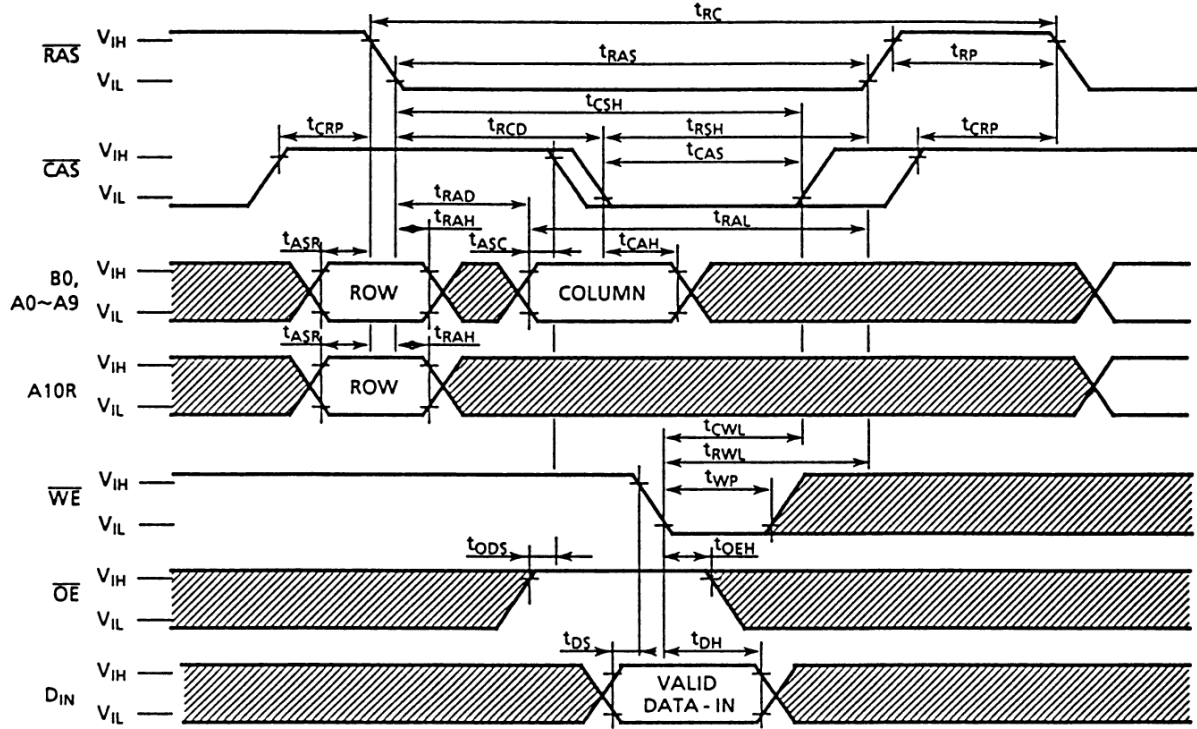 tRC
RAS
VIH
VIL
tRAS
tRP
tCSH
tCRP
tRCD
tRSH
tCRP
CAS
VIH
VIL
tCAS
tRAD
tRAH
tRAL
tASR
tASC
tCAH
B0,
A0~A9
VIH
VIL
ROW
COLUMN
tASR
tRAH
A10R
VIH
VIL
ROW
tCWL
tRWL
WE
VIH
VIL
tWP
tODS
tOEH
OE
VIH
VIL
tDS
tDH
DIN
VIH
VIL
VALID
DATA - IN